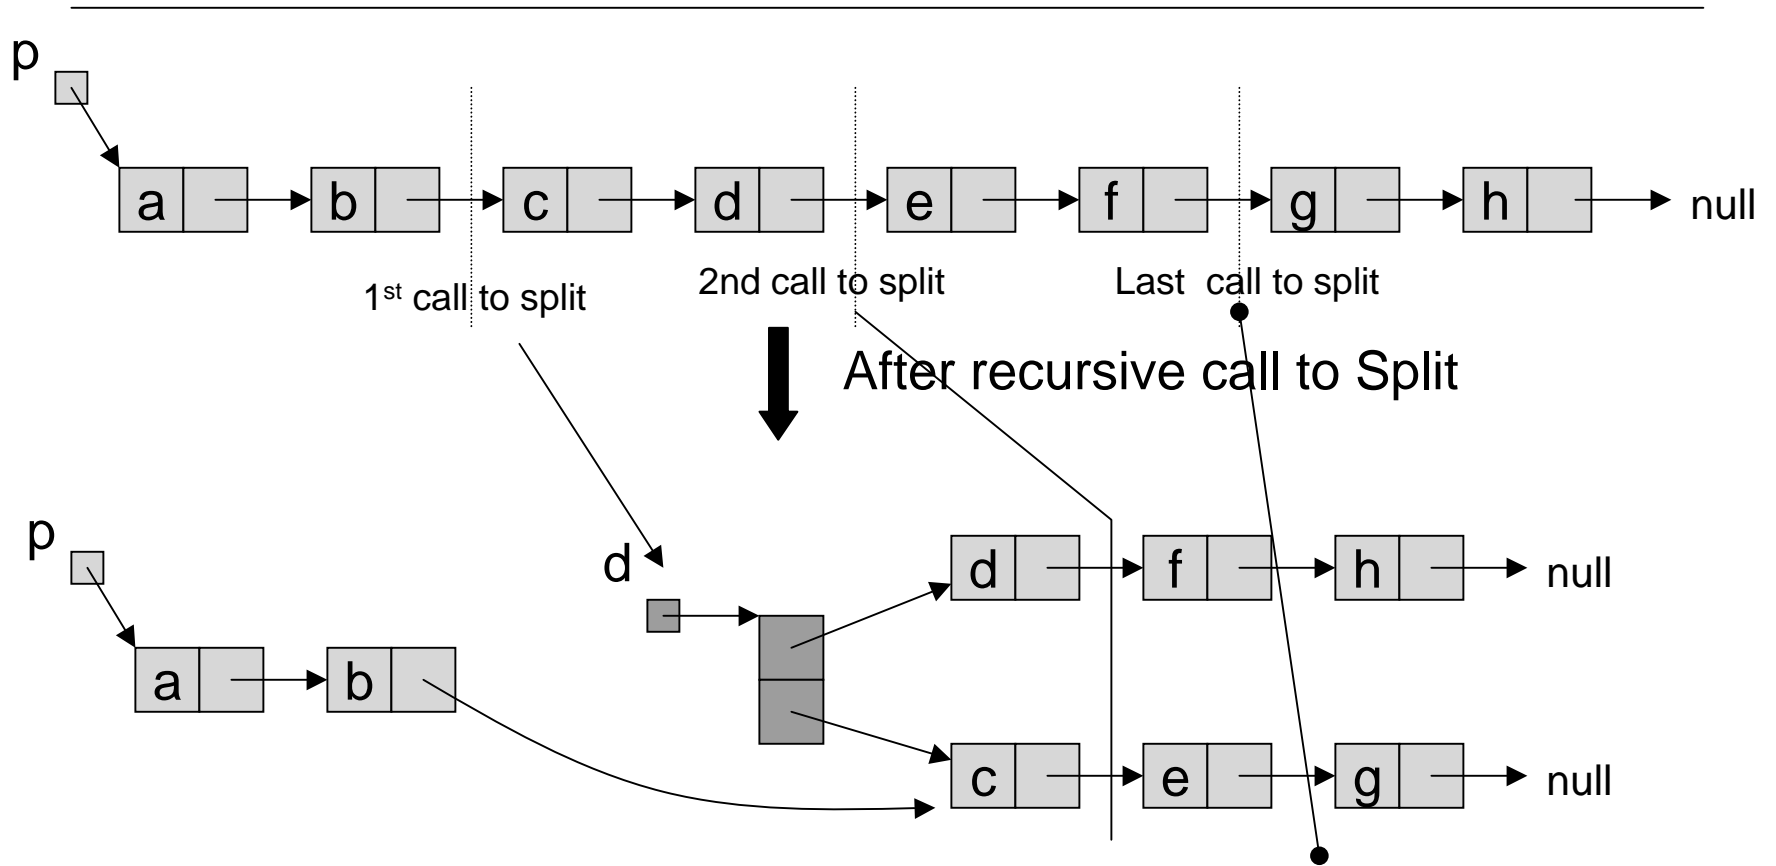 p
a b c d e f g h null
1st call to split 2nd call to split Last call to split
After recursive call to Split
p
d
d f h null
a b
c e g null